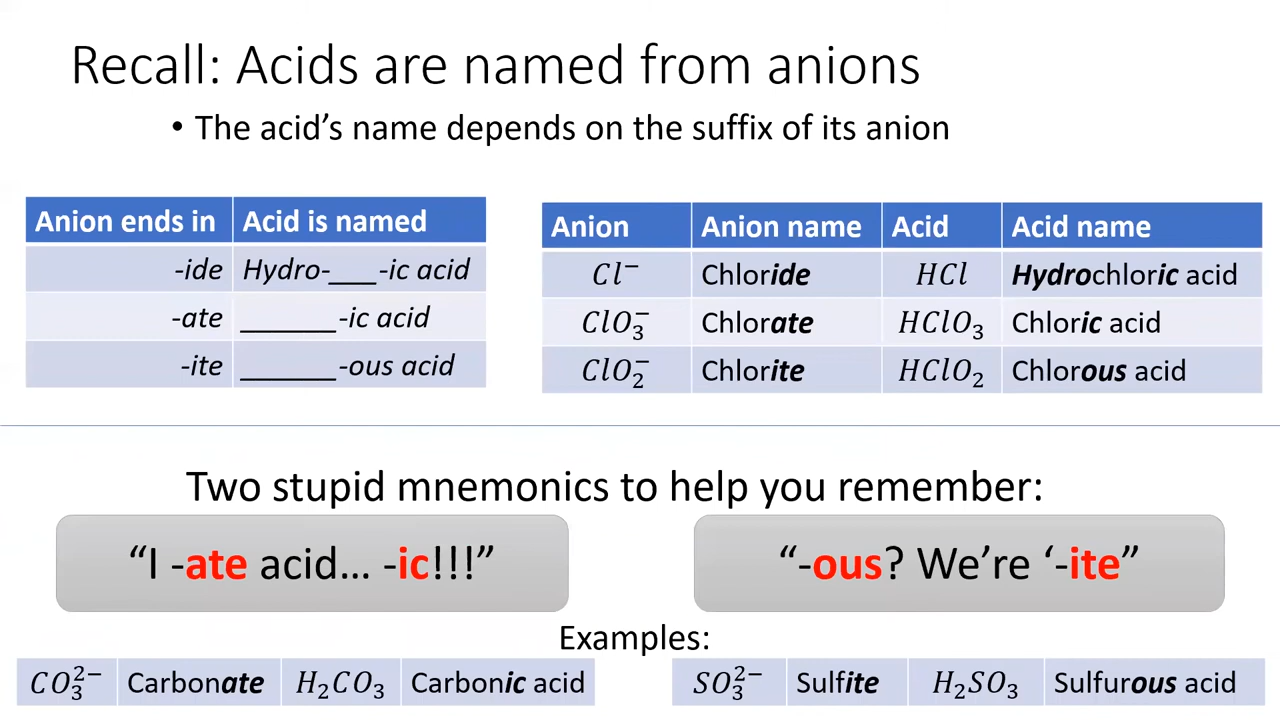 Recall: Acids are named from anions
• The acid’s name depends on the suffix of its anion
Anion ends in Acid is named
-ide Hydro-___-ic acid
-ate ______-ic acid
-ite ______-ous acid
Anion Anion name Acid Acid name
Cl⁻ Chloride HCl Hydrochloric acid
ClO₃⁻ Chlorate HClO₃ Chloric acid
ClO₂⁻ Chlorite HClO₂ Chlorous acid
Two stupid mnemonics to help you remember:
“I -ate acid… -ic!!!”
“-ous? We’re ‘-ite”
Examples:
CO₃²⁻ Carbonate H₂CO₃ Carbonic acid
SO₃²⁻ Sulfite H₂SO₃ Sulfurous acid